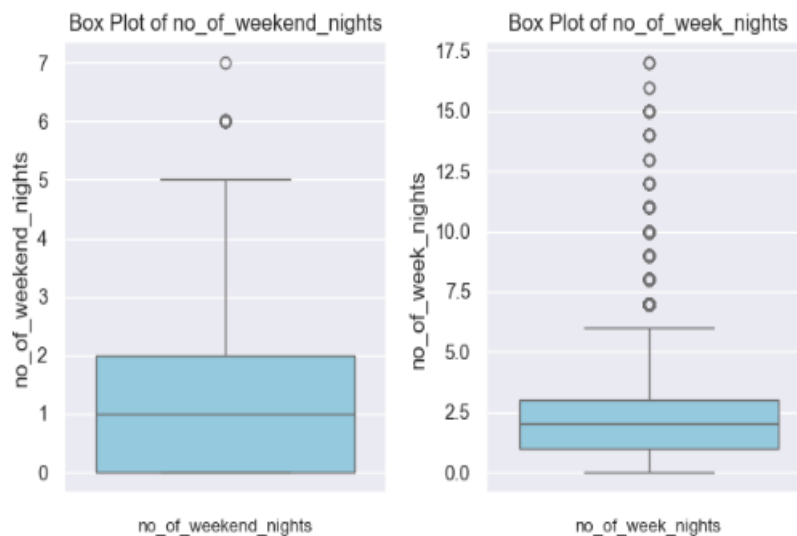 Box Plot of no_of_weekend_nights
no_of_weekend_nights
7
6
5
4
3
2
1
0
no_of_weekend_nights
Box Plot of no_of_week_nights
no_of_week_nights
17.5
15.0
12.5
10.0
7.5
5.0
2.5
0.0
no_of_week_nights